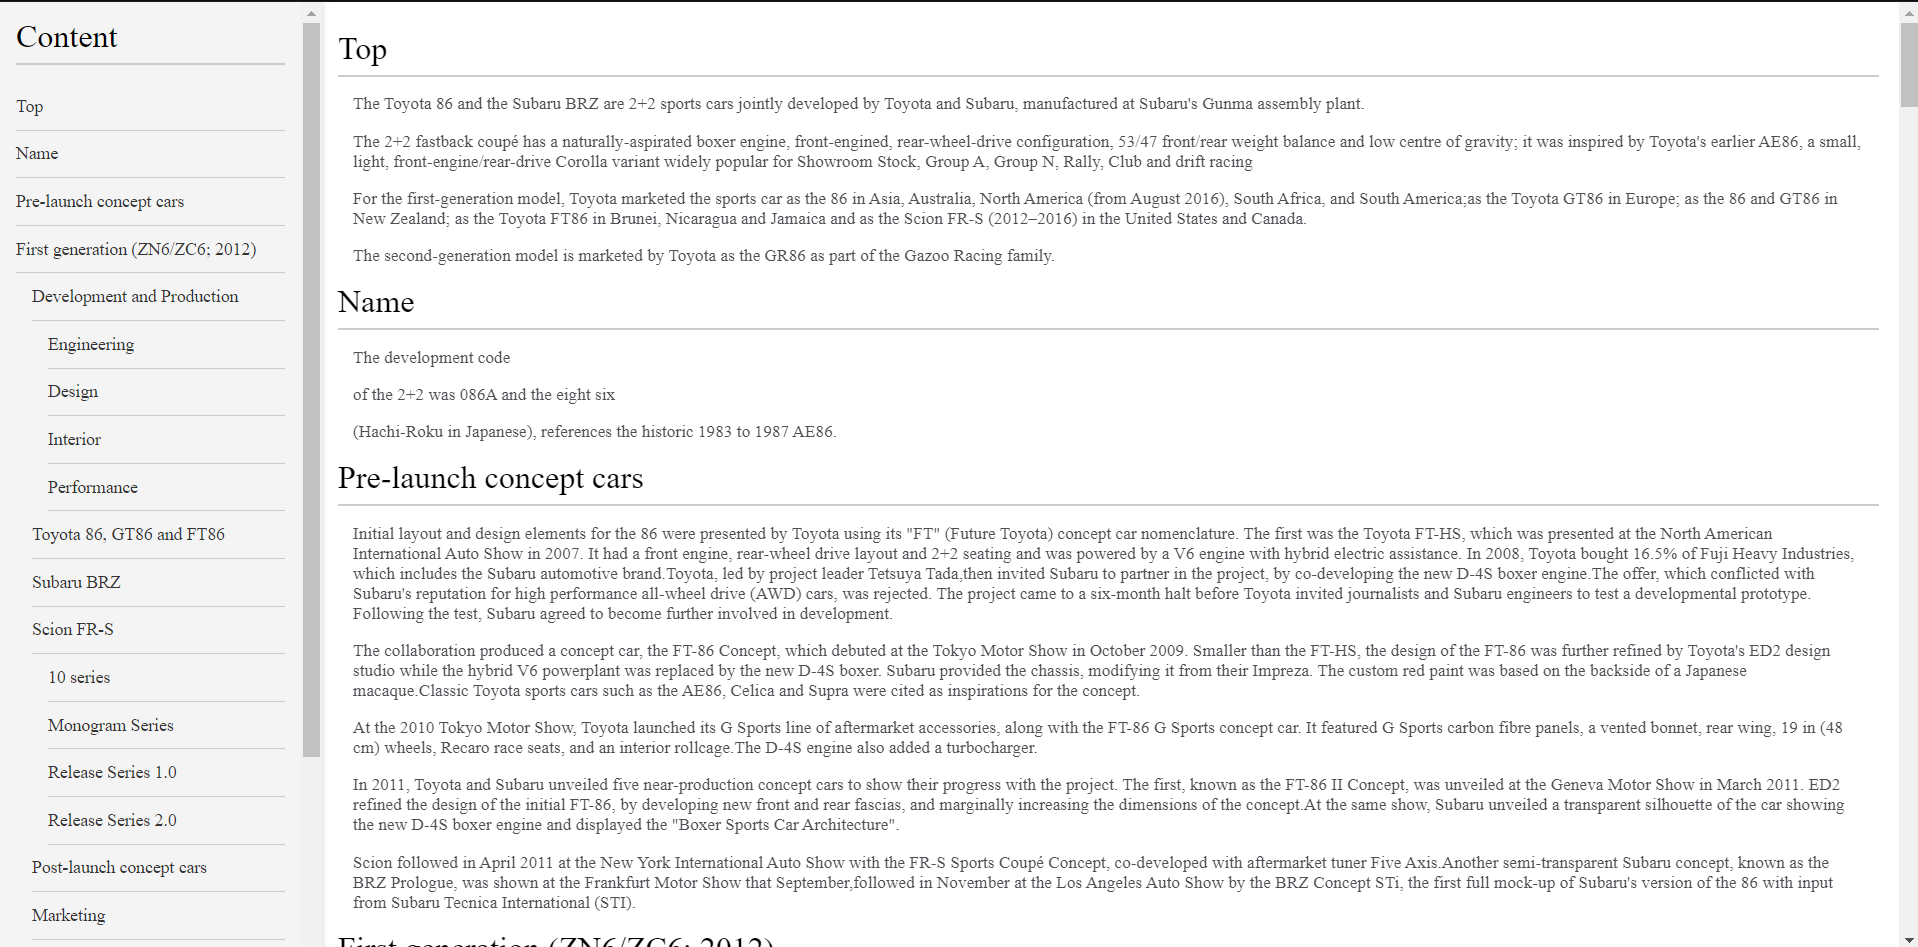 Content
Top
Name
Pre-launch concept cars
First generation (ZN6/ZC6; 2012)
Development and Production
Engineering
Design
Interior
Performance
Toyota 86, GT86 and FT86
Subaru BRZ
Scion FR-S
10 series
Monogram Series
Release Series 1.0
Release Series 2.0
Post-launch concept cars
Marketing
Top
The Toyota 86 and the Subaru BRZ are 2+2 sports cars jointly developed by Toyota and Subaru, manufactured at Subaru's Gunma assembly plant.
The 2+2 fastback coupé has a naturally-aspirated boxer engine, front-engined, rear-wheel-drive configuration, 53/47 front/rear weight balance and low centre of gravity; it was inspired by Toyota's earlier AE86, a small,
light, front-engine/rear-drive Corolla variant widely popular for Showroom Stock, Group A, Group N, Rally, Club and drift racing
For the first-generation model, Toyota marketed the sports car as the 86 in Asia, Australia, North America (from August 2016), South Africa, and South America;as the Toyota GT86 in Europe; as the 86 and GT86 in
New Zealand; as the Toyota FT86 in Brunei, Nicaragua and Jamaica and as the Scion FR-S (2012–2016) in the United States and Canada.
The second-generation model is marketed by Toyota as the GR86 as part of the Gazoo Racing family.
Name
The development code
of the 2+2 was 086A and the eight six
(Hachi-Roku in Japanese), references the historic 1983 to 1987 AE86.
Pre-launch concept cars
Initial layout and design elements for the 86 were presented by Toyota using its "FT" (Future Toyota) concept car nomenclature. The first was the Toyota FT-HS, which was presented at the North American
International Auto Show in 2007. It had a front engine, rear-wheel drive layout and 2+2 seating and was powered by a V6 engine with hybrid electric assistance. In 2008, Toyota bought 16.5% of Fuji Heavy Industries,
which includes the Subaru automotive brand.Toyota, led by project leader Tetsuya Tada,then invited Subaru to partner in the project, by co-developing the new D-4S boxer engine.The offer, which conflicted with
Subaru's reputation for high performance all-wheel drive (AWD) cars, was rejected. The project came to a six-month halt before Toyota invited journalists and Subaru engineers to test a developmental prototype.
Following the test, Subaru agreed to become further involved in development.
The collaboration produced a concept car, the FT-86 Concept, which debuted at the Tokyo Motor Show in October 2009. Smaller than the FT-HS, the design of the FT-86 was further refined by Toyota's ED2 design
studio while the hybrid V6 powerplant was replaced by the new D-4S boxer. Subaru provided the chassis, modifying it from their Impreza. The custom red paint was based on the backside of a Japanese
macaque.Classic Toyota sports cars such as the AE86, Celica and Supra were cited as inspirations for the concept.
At the 2010 Tokyo Motor Show, Toyota launched its G Sports line of aftermarket accessories, along with the FT-86 G Sports concept car. It featured G Sports carbon fibre panels, a vented bonnet, rear wing, 19 in (48
cm) wheels, Recaro race seats, and an interior rollcage.The D-4S engine also added a turbocharger.
In 2011, Toyota and Subaru unveiled five near-production concept cars to show their progress with the project. The first, known as the FT-86 II Concept, was unveiled at the Geneva Motor Show in March 2011. ED2
refined the design of the initial FT-86, by developing new front and rear fascias, and marginally increasing the dimensions of the concept.At the same show, Subaru unveiled a transparent silhouette of the car showing
the new D-4S boxer engine and displayed the "Boxer Sports Car Architecture".
Scion followed in April 2011 at the New York International Auto Show with the FR-S Sports Coupé Concept, co-developed with aftermarket tuner Five Axis.Another semi-transparent Subaru concept, known as the
BRZ Prologue, was shown at the Frankfurt Motor Show that September,followed in November at the Los Angeles Auto Show by the BRZ Concept STi, the first full mock-up of Subaru's version of the 86 with input
from Subaru Tecnica International (STI).
First generation (ZN6/ZC6; 2012)